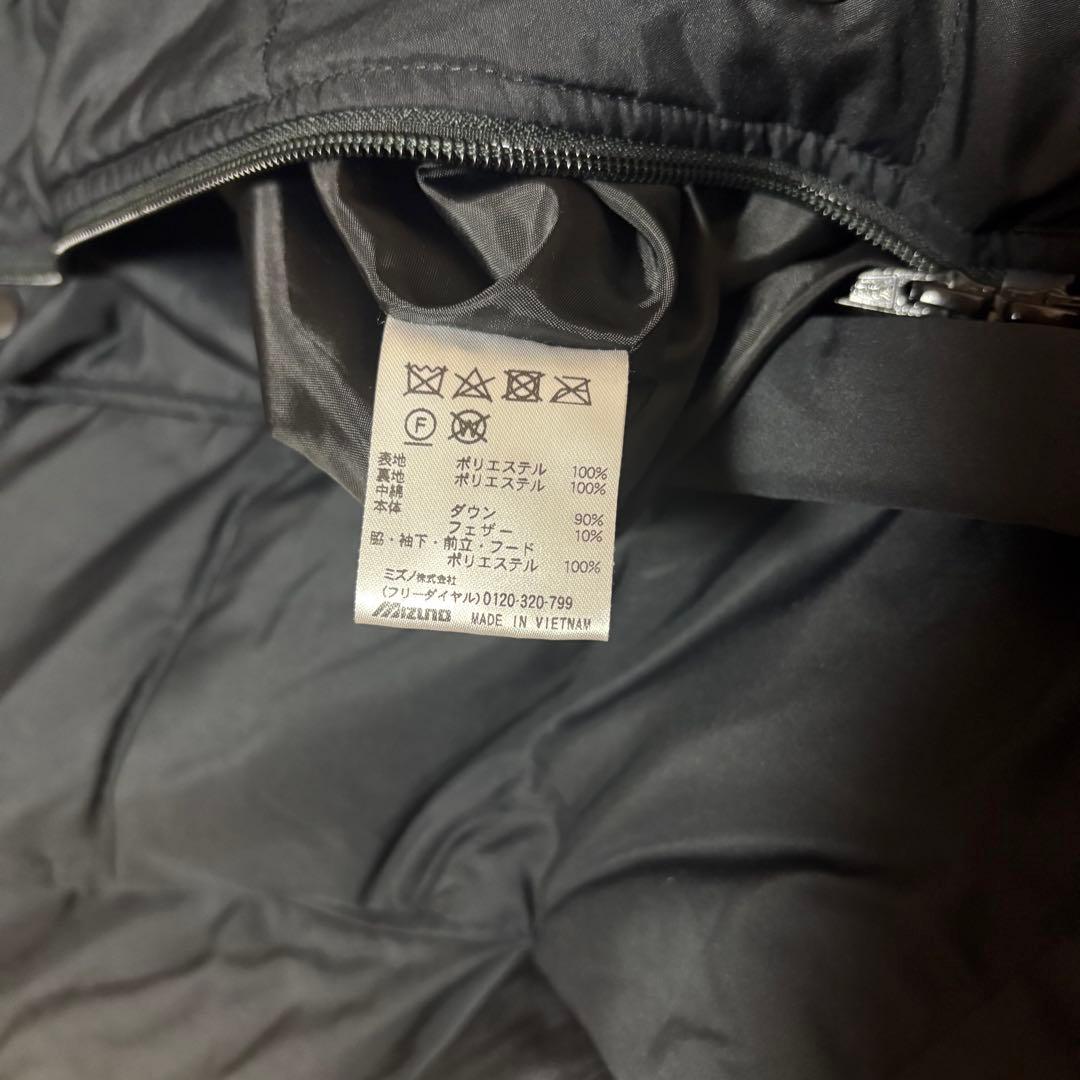 F
W
表地 ポリエステル 100%
裏地 ポリエステル 100%
中綿
本体 ダウン 90%
フェザー 10%
脇・袖下・前立・フード
ポリエステル 100%
ミズノ株式会社
(フリーダイヤル)0120-320-799
MIZUNO MADE IN VIETNAM